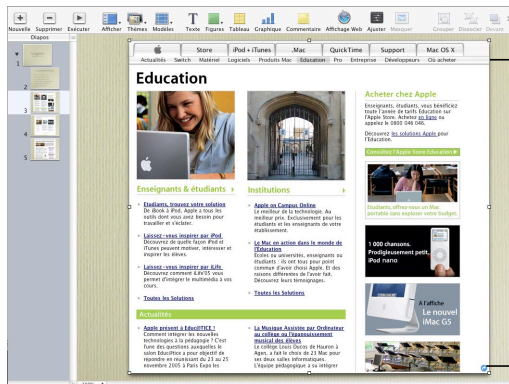 Nouvelle Supprimer Exécuter Afficher Thèmes Modèles Texte Figures Tableau Graphique Commentaire Affichage Web Ajuster Masquer Grouper Dissocier Devant
Diapos
1
2
3
4
5
Store iPod + iTunes .Mac QuickTime Support Mac OS X
Actualités Switch Matériel Logiciels Produits Mac Education Pro Entreprise Développeurs Où acheter
Education
Enseignants & étudiants
Etudiants, trouvez votre solution
De iBook à iPod, Apple a tous les
outils dont vous avez besoin pour
travailler et s'éclater.
Laissez-vous inspirer par iPod
Découvrez de quelle façon iPod et
iTunes peuvent motiver, intéresser et
inspirer les élèves.
Laissez-vous inspirer par iLife
Découvrez comment iLife'05 vous
permet d'intégrer le multimédia à vos
cours.
Toutes les Solutions
Institutions
Apple on Campus Online
Le meilleur de la technologie. Au
meilleur prix. Exclusivement pour les
étudiants et les enseignants de votre
établissement.
Le Mac en action dans le monde de
l'Éducation
Ecoles ou universités, enseignants ou
étudiants : ils ont tous pour point
commun d'avoir choisi Apple. Et des
raisons différentes de l'avoir fait.
Découvrez leurs témoignages.
Toutes les Solutions
Actualités
Apple présent à Educ@TICE !
Comment intégrer les nouvelles
technologies à la pédagogie ? C'est
l'une des questions auxquelles le
salon Educ@tice a pour objectif de
répondre en réunissant du 23 au 25
novembre 2005 à Paris Expo les
La Musique Assistée par Ordinateur
au collège ou l'épanouissement
musical des élèves
Le collège Louis Ducos de Hauron à
Agen, a fait le choix de 23 Mac pour
ses deux salles informatiques.
L'équipe pédagogique a su intégrer
Acheter chez Apple
Enseignants, étudiants, vous bénéficiez
toute l'année de tarifs Education sur
l'Apple Store. Achetez en ligne ou
appelez le 0800 046 046.
Découvrez les solutions Apple pour
l'Education.
Consultez l'Apple Store Education
Etudiants, offrez-vous un Mac
portable sans exploser votre budget.
1 000 chansons.
Prodigieusement petit.
iPod nano
A l'affiche
Le nouvel
iMac G5